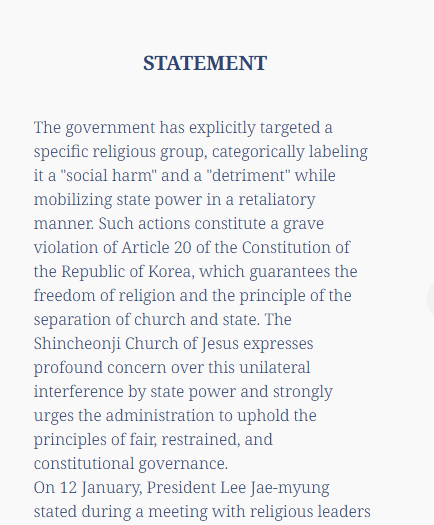 STATEMENT
The government has explicitly targeted a
specific religious group, categorically labeling
it a "social harm" and a "detriment" while
mobilizing state power in a retaliatory
manner. Such actions constitute a grave
violation of Article 20 of the Constitution of
the Republic of Korea, which guarantees the
freedom of religion and the principle of the
separation of church and state. The
Shincheonji Church of Jesus expresses
profound concern over this unilateral
interference by state power and strongly
urges the administration to uphold the
principles of fair, restrained, and
constitutional governance.
On 12 January, President Lee Jae-myung
stated during a meeting with religious leaders